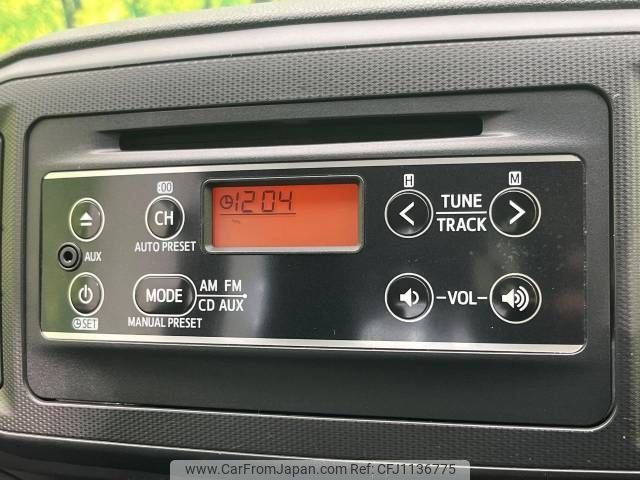 :00
CH
AUTO PRESET
AUX
SET
MODE
MANUAL PRESET
AM FM
CD AUX
1204
H
M
TUNE
TRACK
-VOL-
www.CarFromJapan.com Ref:CFJ1136775